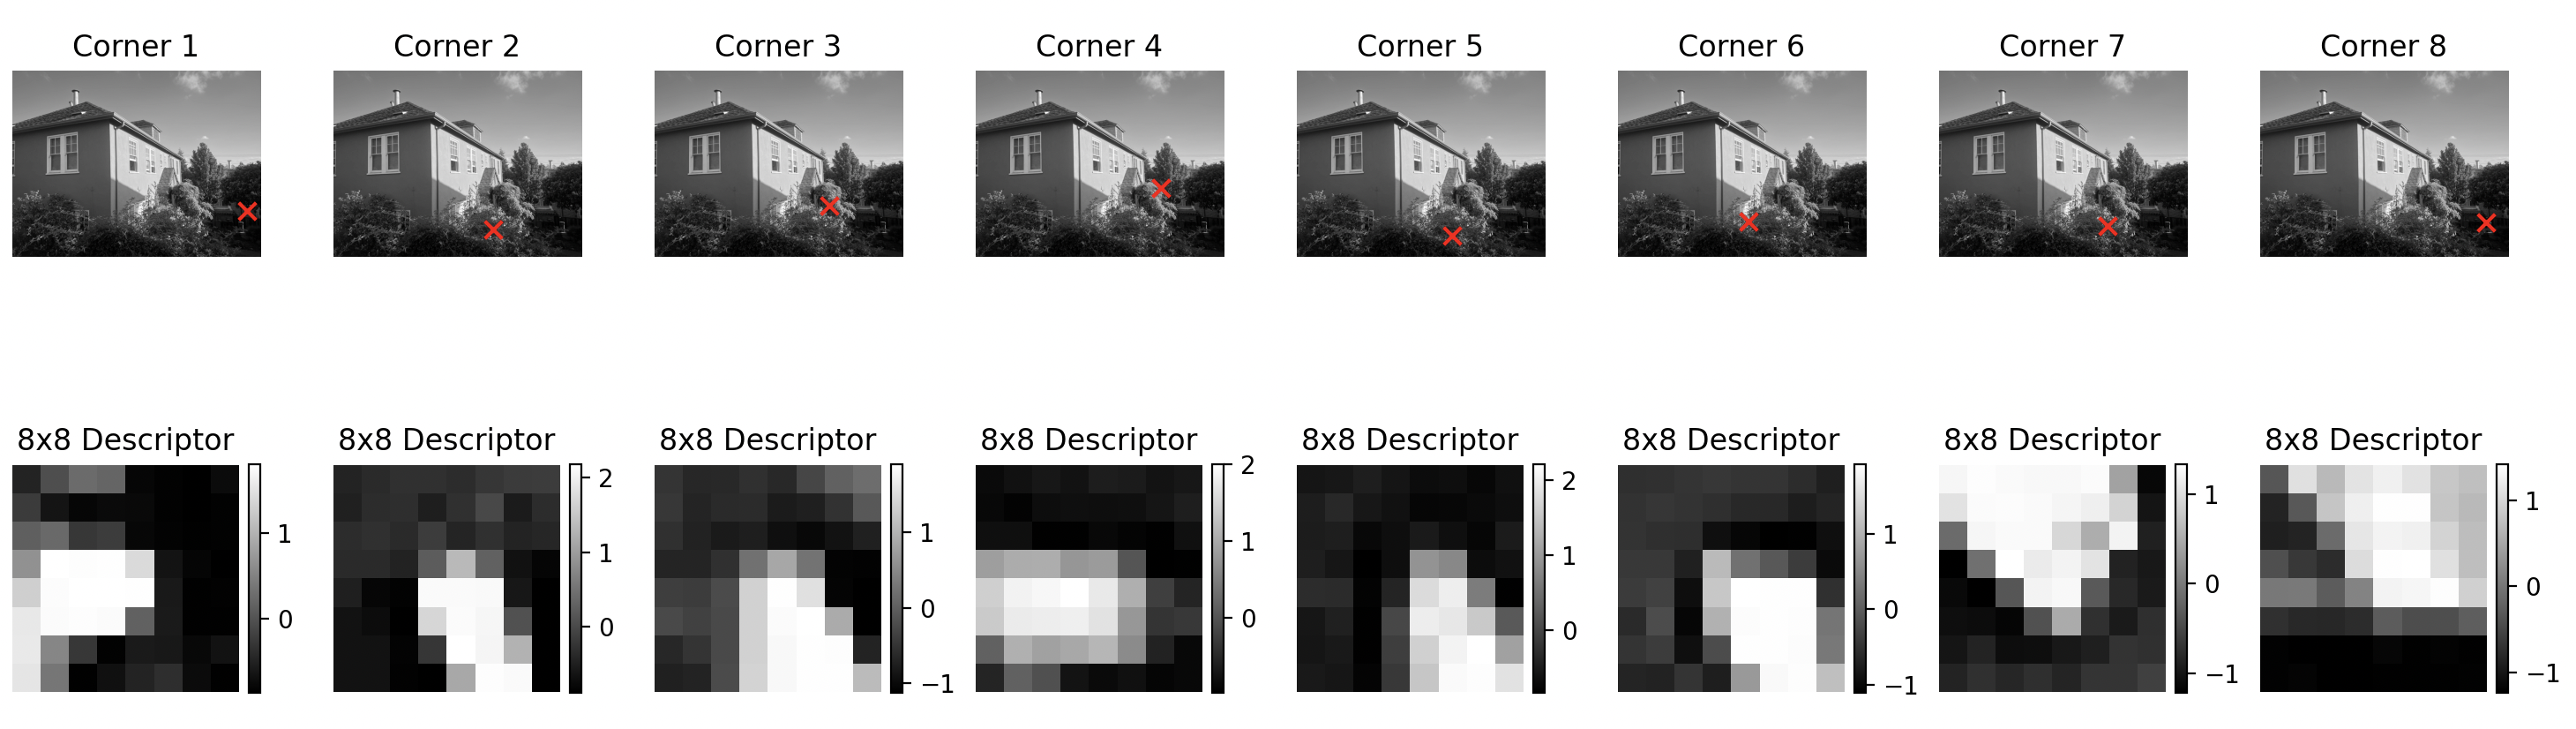 Corner 1
Corner 2
Corner 3
Corner 4
Corner 5
Corner 6
Corner 7
Corner 8
8x8 Descriptor
1
0
8x8 Descriptor
2
1
0
8x8 Descriptor
1
0
−1
8x8 Descriptor
2
1
0
8x8 Descriptor
2
1
0
8x8 Descriptor
1
0
−1
8x8 Descriptor
1
0
−1
8x8 Descriptor
1
0
−1